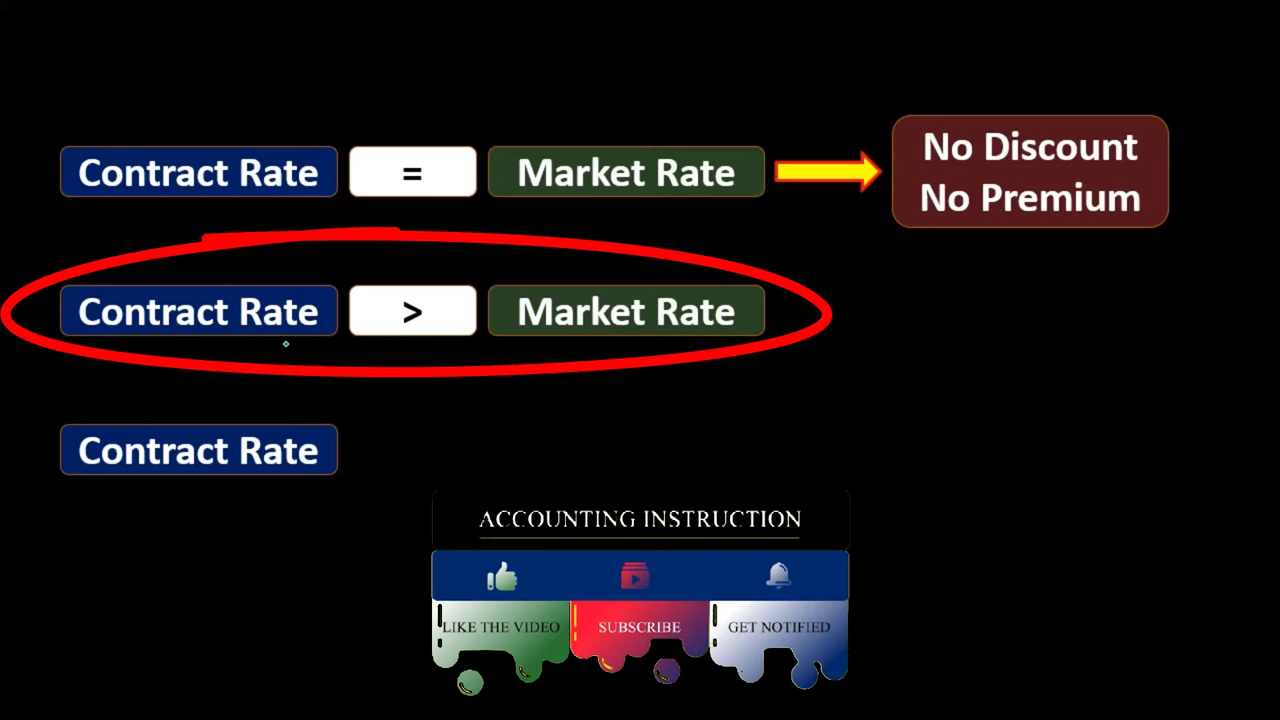 Contract Rate = Market Rate
No Discount
No Premium
Contract Rate > Market Rate
Contract Rate
ACCOUNTING INSTRUCTION
LIKE THE VIDEO SUBSCRIBE GET NOTIFIED